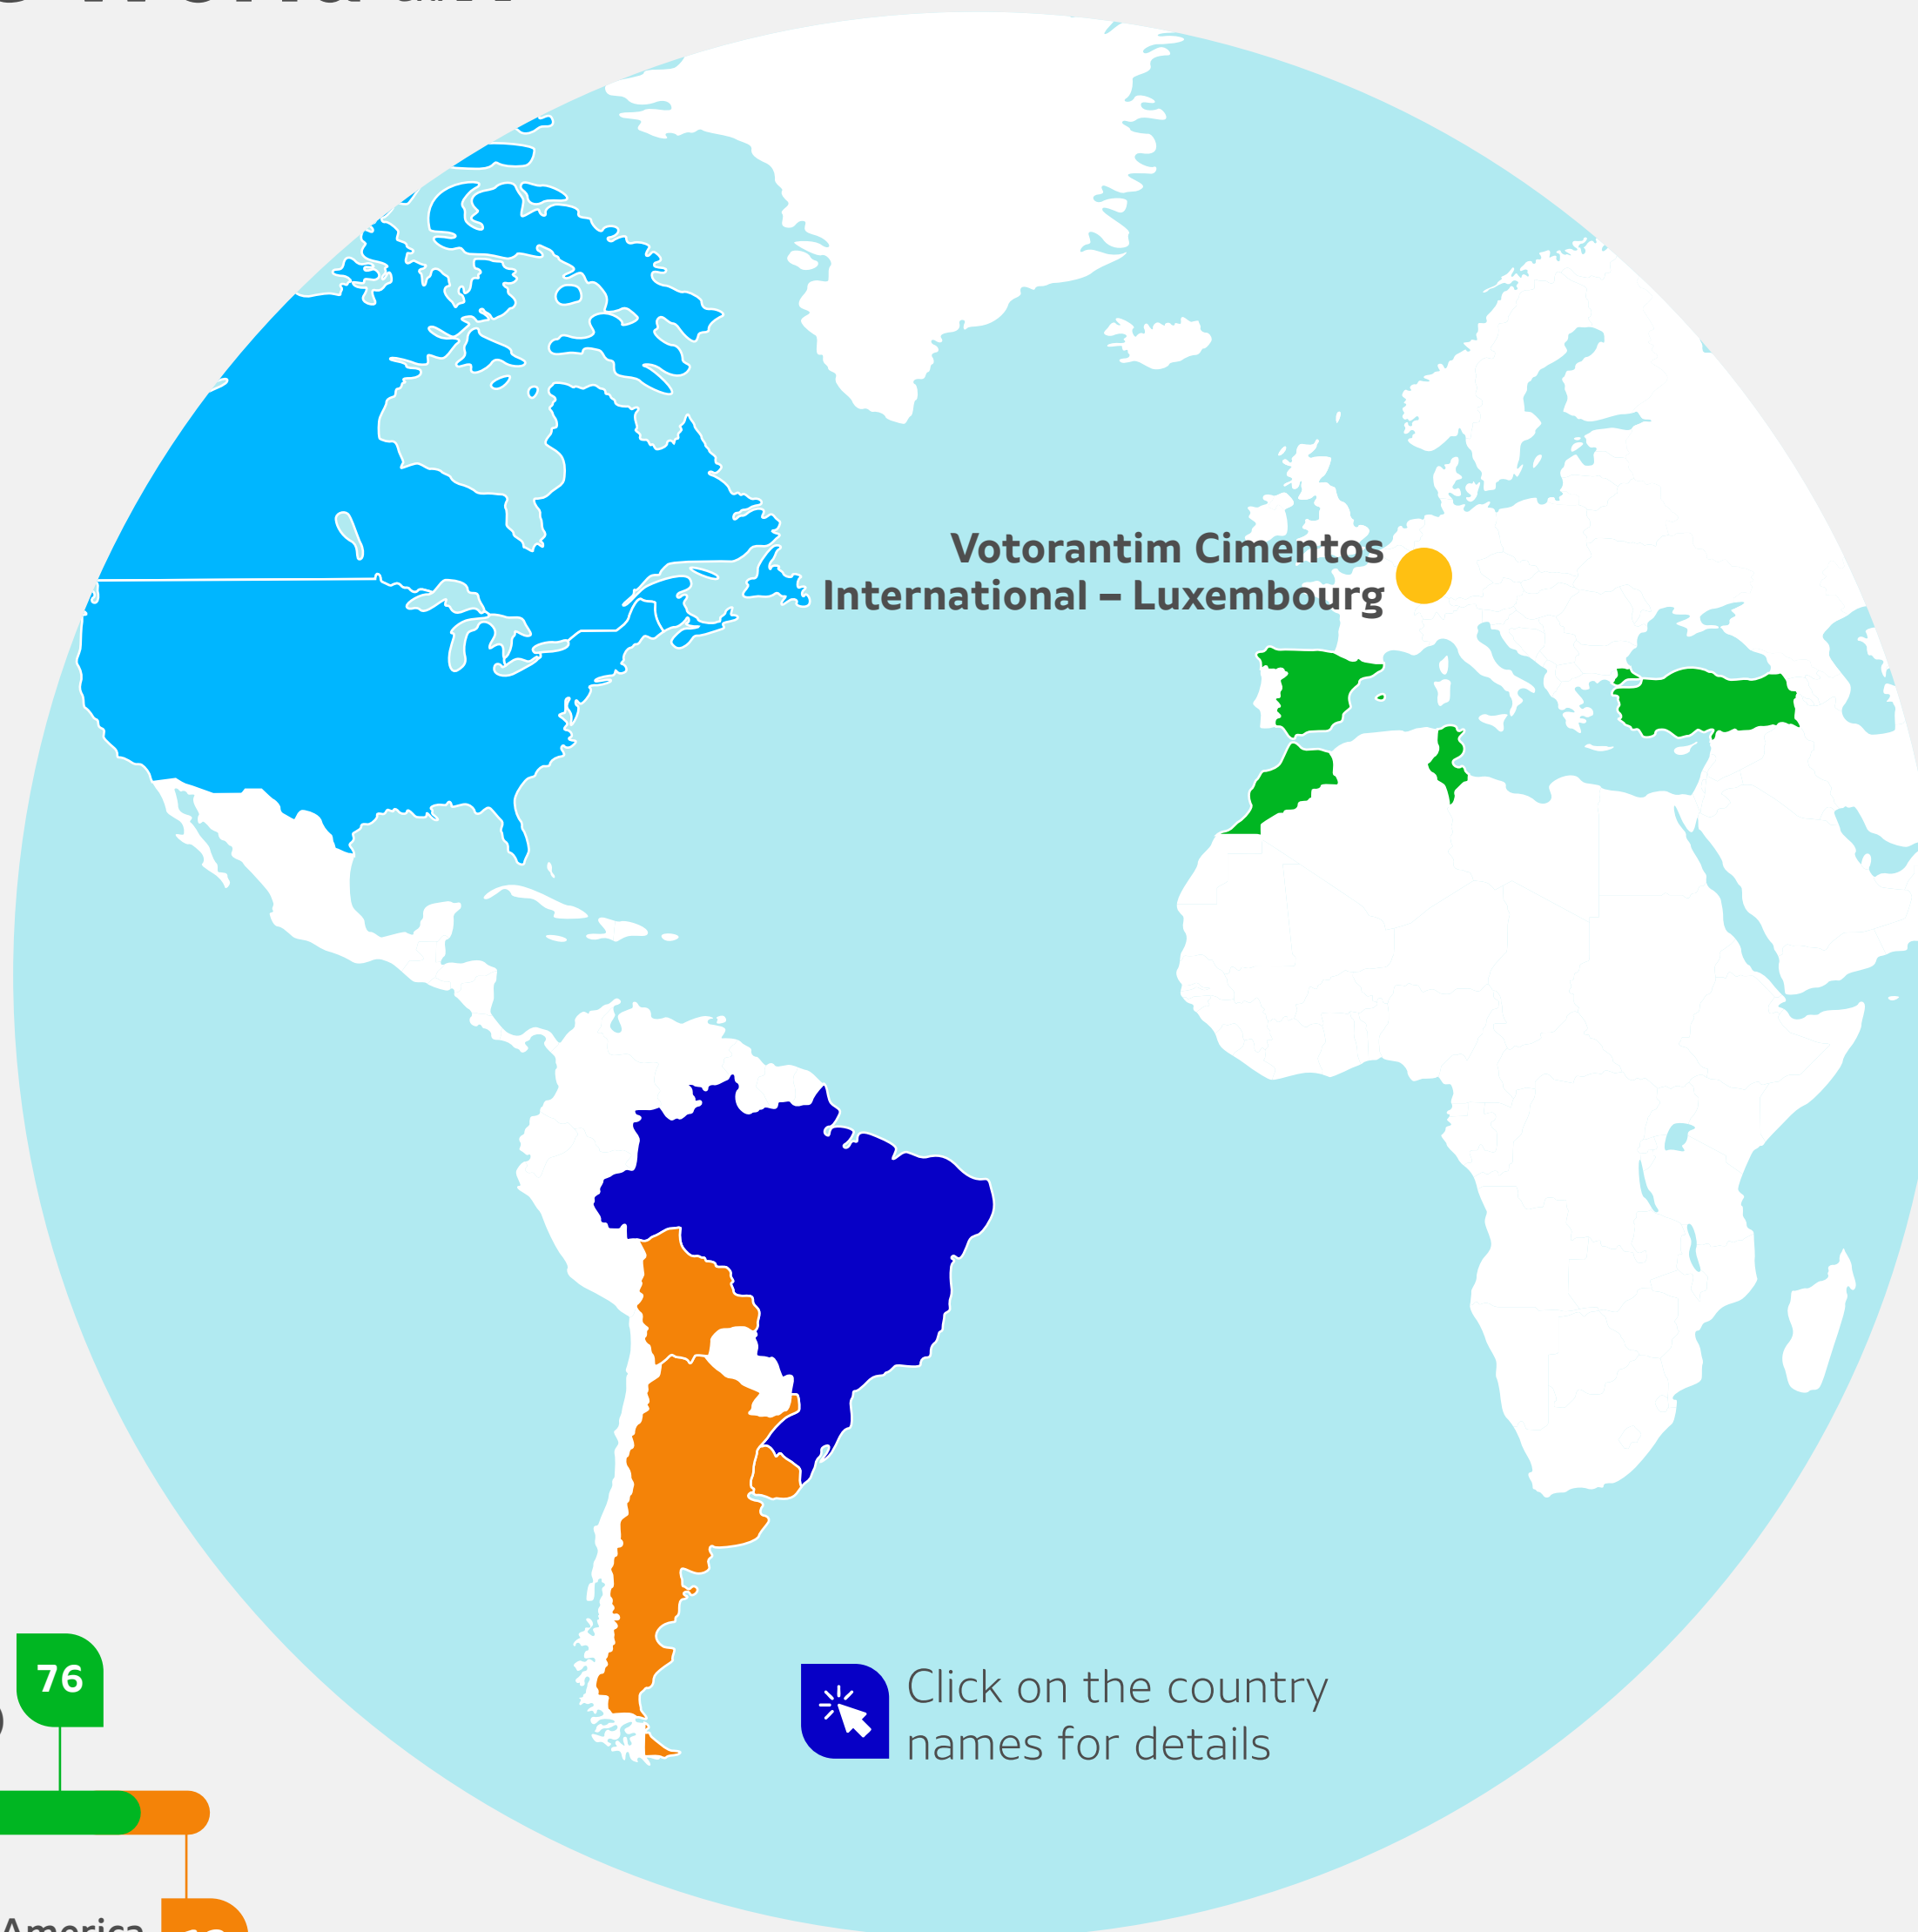 Votorantim Cimentos
International – Luxembourg
76
Click on the country
names for details
America